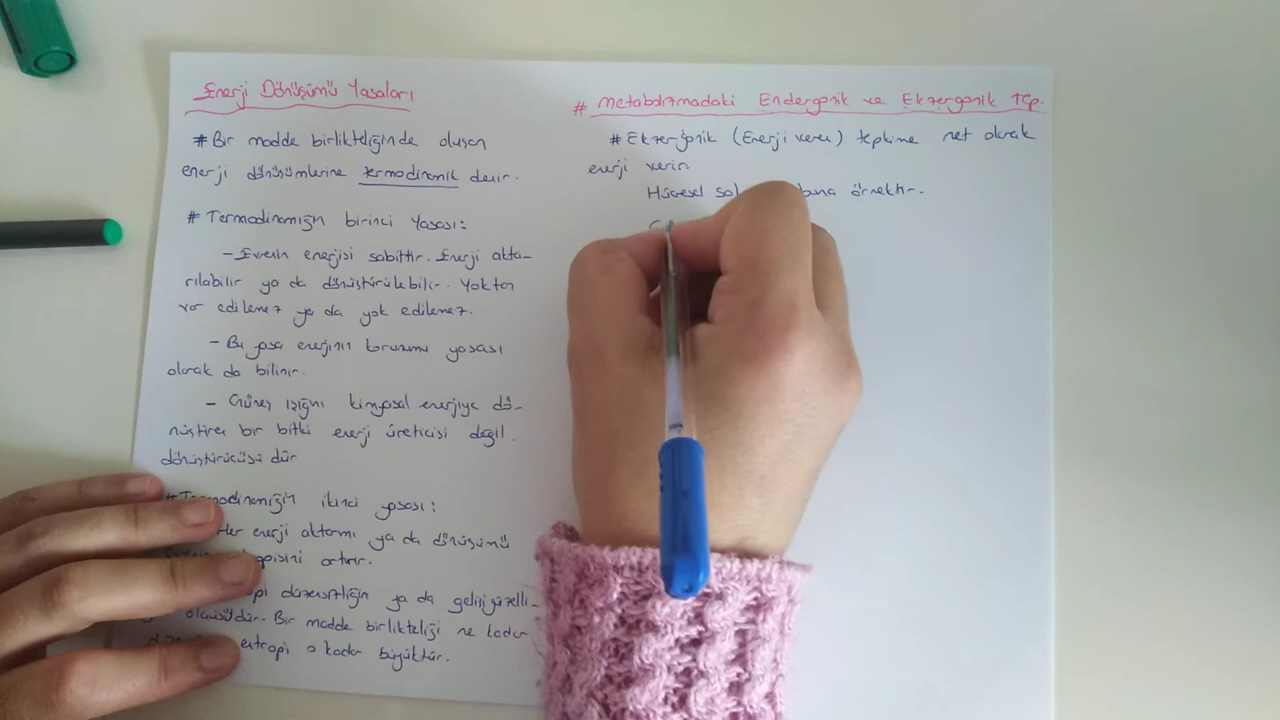 Enerji Dönüşümü Yasaları
# Bir madde birlikteliğinde oluşan
enerji dönüşümlerine termodinamik denir.
# Termodinamiğin birinci Yasası:
- Evrenin enerjisi sabittir. Enerji akta-
rılabilir ya da dönüştürülebilir. Yoktan
var edilemez ya da yok edilemez.
- Bu yasa enerjinin korunumu yasası
olarak da bilinir.
- Güneş ışığını kimyasal enerjiye dö-
nüştüren bir bitki enerji üreticisi değil,
dönüştürücüsüdür
ikinci yasası:
enerji aktarımı ya da dönüşümü
artırır.
düzensizliğin ya da gelişigüzelli-
ölçüsüdür. Bir madde birlikteliği ne kadar
entropi o kadar büyüktür.
# Metabolizmadaki Endergonik ve Ekzergonik Tep.
# Ekzergonik (Enerji veren) tepkime net olarak
enerji verir.
Hücresel buna örnektir.
C